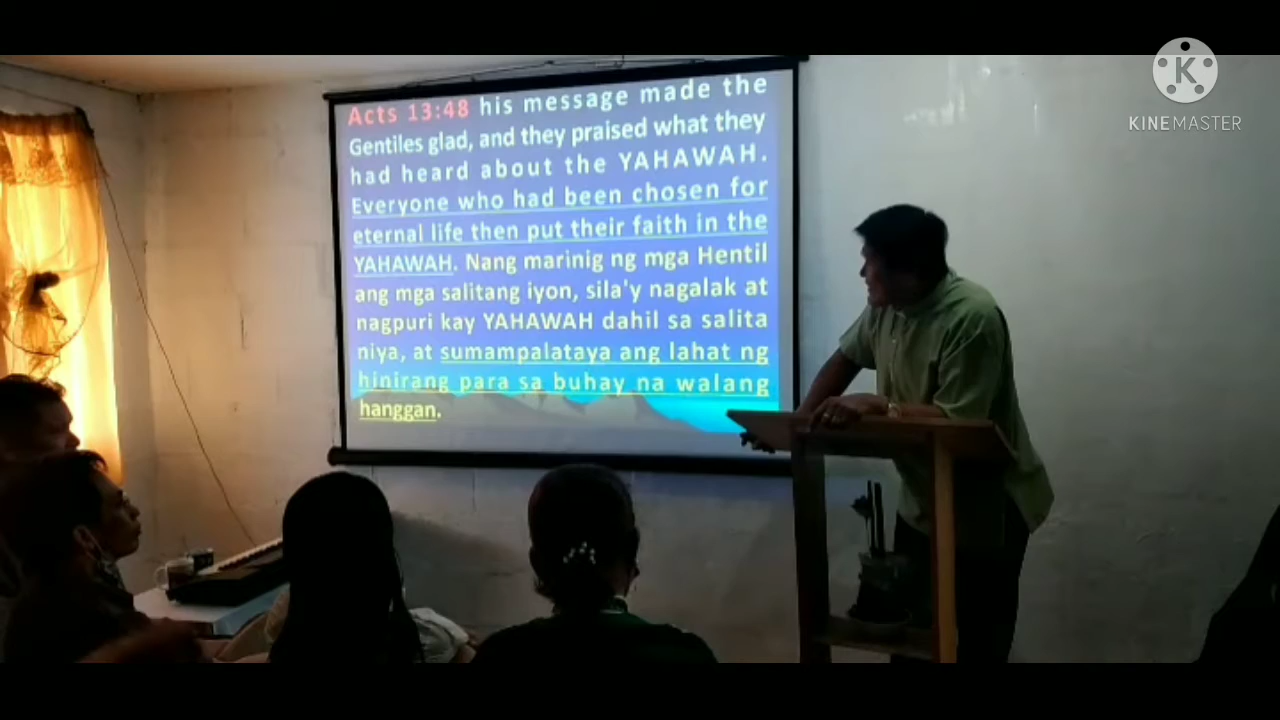 Acts 13:48 his message made the
Gentiles glad, and they praised what they
had heard about the YAHAWAH.
Everyone who had been chosen for
eternal life then put their faith in the
YAHAWAH. Nang marinig ng mga Hentil
ang mga salitang iyon, sila'y nagalak at
nagpuri kay YAHAWAH dahil sa salita
niya, at sumampalataya ang lahat ng
hinirang para sa buhay na walang
hanggan.
K
KINEMASTER